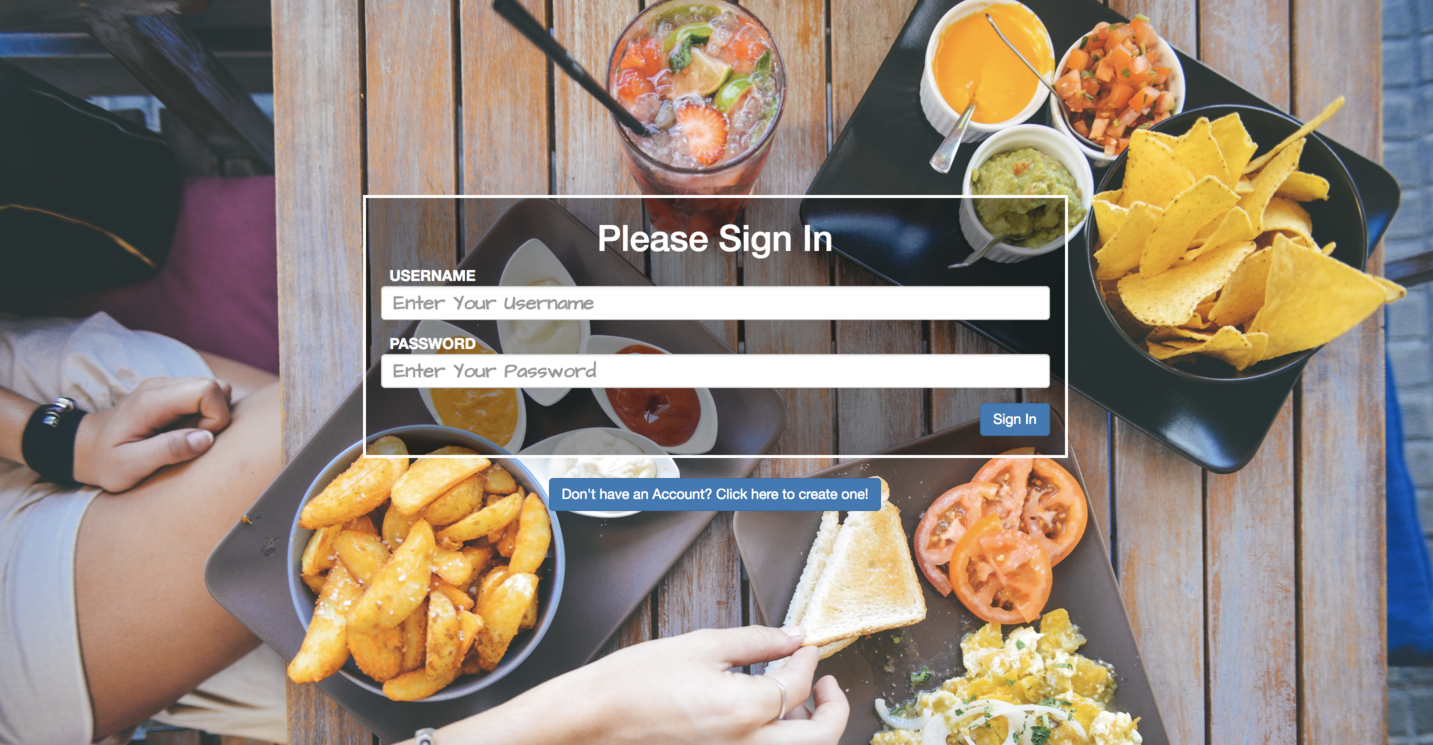 Please Sign In
USERNAME
Enter Your Username
PASSWORD
Enter Your Password
Sign In
Don't have an Account? Click here to create one!